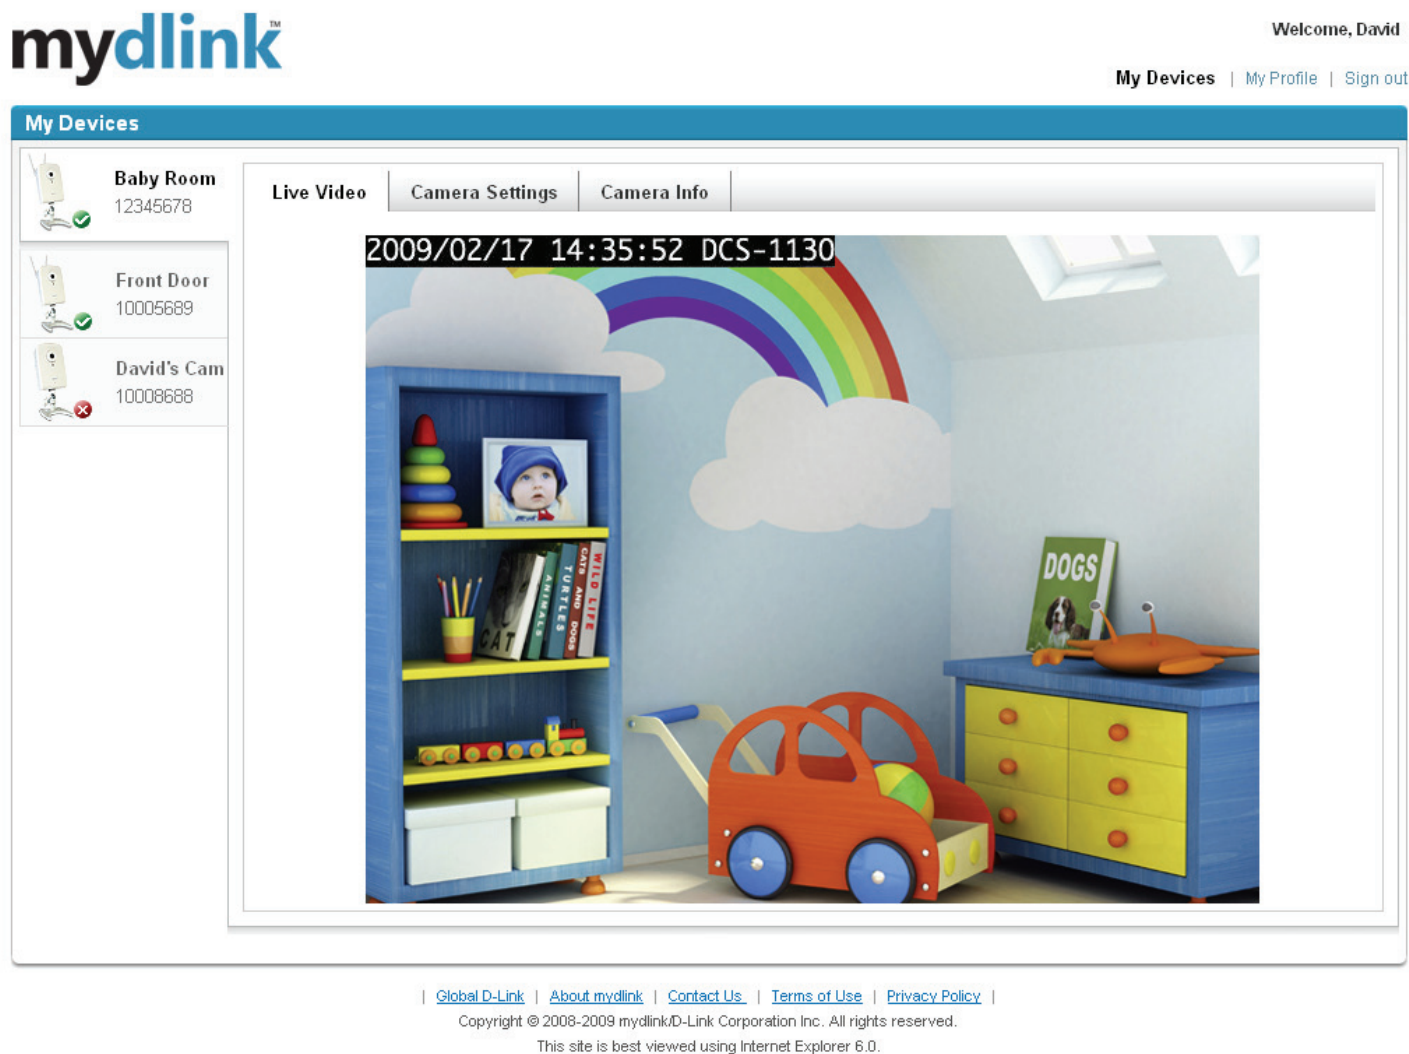 mydlink™
Welcome, David
My Devices | My Profile | Sign out
My Devices
Baby Room
12345678
Front Door
10005689
David's Cam
10008688
Live Video
Camera Settings
Camera Info
2009/02/17 14:35:52 DCS-1130
CAT
ANIMALS
TURTLES
CATS AND DOGS
WILD LIFE
DOGS
| Global D-Link | About mydlink | Contact Us | Terms of Use | Privacy Policy |
Copyright © 2008-2009 mydlink/D-Link Corporation Inc. All rights reserved.
This site is best viewed using Internet Explorer 6.0.